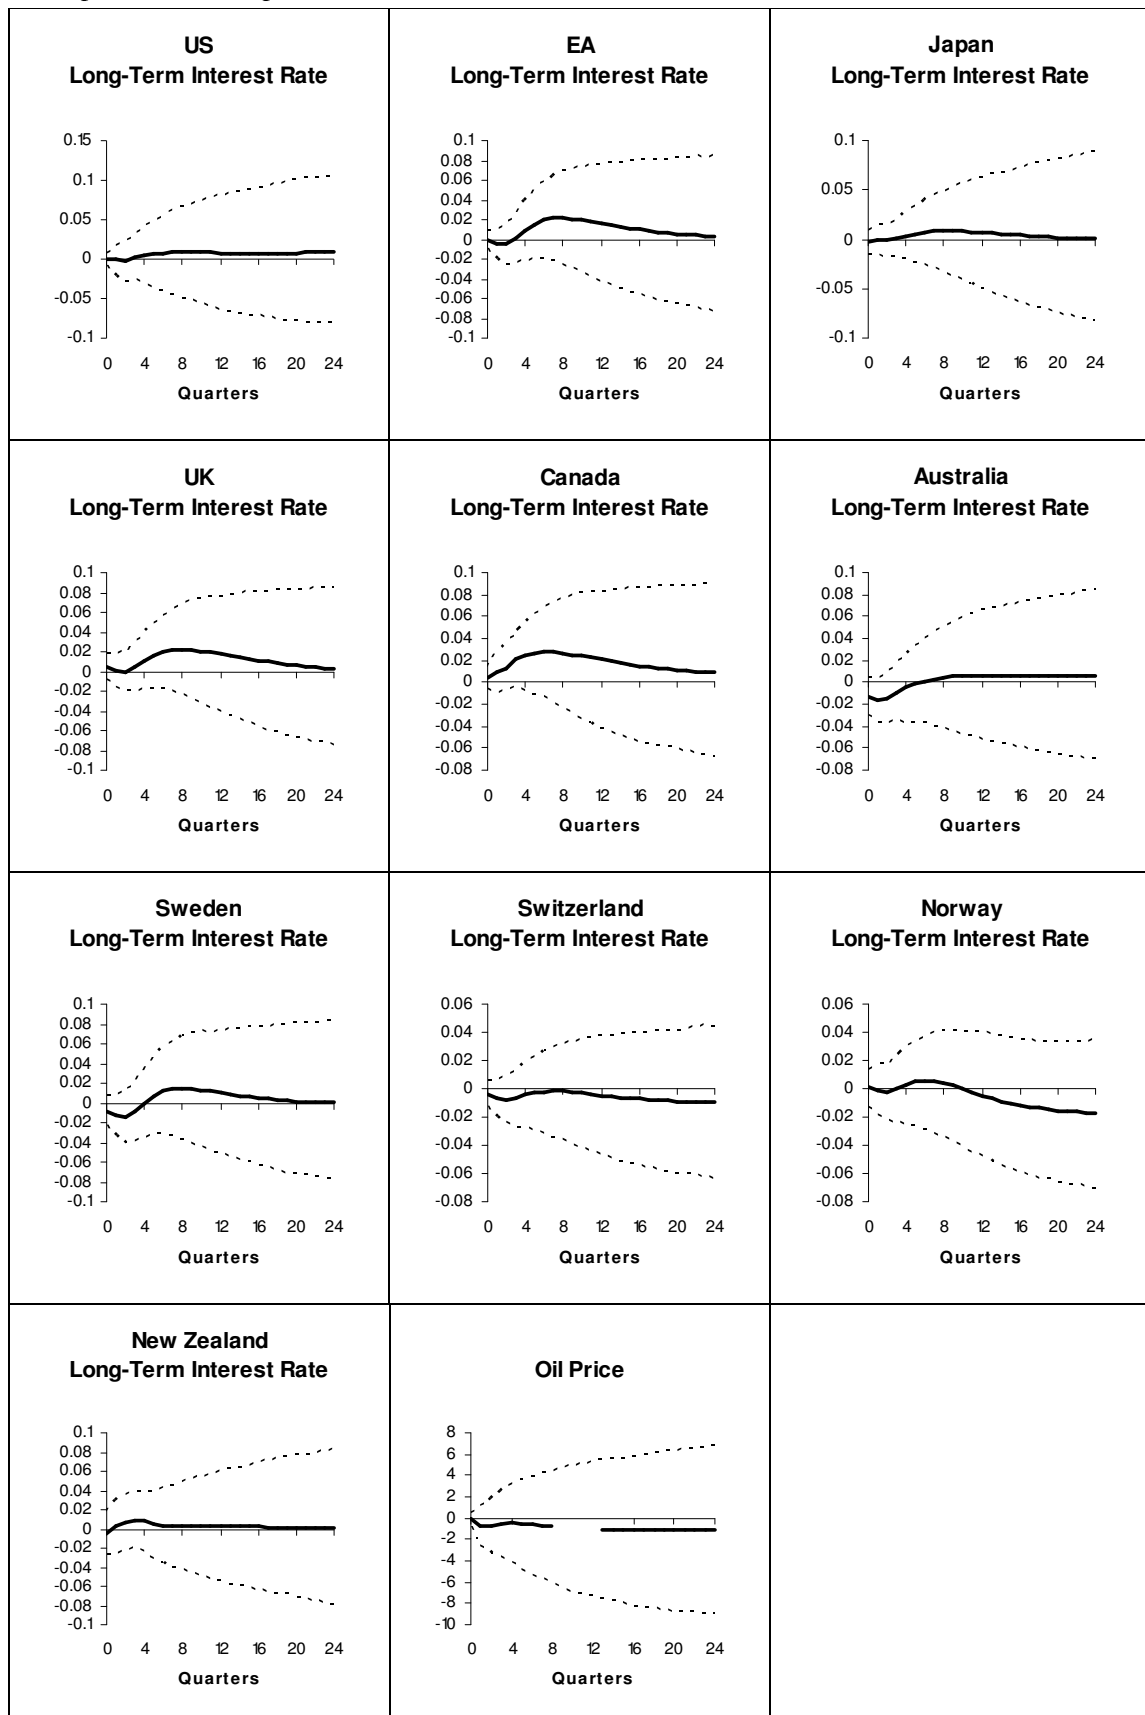 US
Long-Term Interest Rate
0.15
0.1
0.05
0
-0.05
-0.1
0 4 8 12 16 20 24
Quarters
EA
Long-Term Interest Rate
0.1
0.08
0.06
0.04
0.02
0
-0.02
-0.04
-0.06
-0.08
-0.1
0 4 8 12 16 20 24
Quarters
Japan
Long-Term Interest Rate
0.1
0.05
0
-0.05
-0.1
0 4 8 12 16 20 24
Quarters
UK
Long-Term Interest Rate
0.1
0.08
0.06
0.04
0.02
0
-0.02
-0.04
-0.06
-0.08
-0.1
0 4 8 12 16 20 24
Quarters
Canada
Long-Term Interest Rate
0.1
0.08
0.06
0.04
0.02
0
-0.02
-0.04
-0.06
-0.08
0 4 8 12 16 20 24
Quarters
Australia
Long-Term Interest Rate
0.1
0.08
0.06
0.04
0.02
0
-0.02
-0.04
-0.06
-0.08
0 4 8 12 16 20 24
Quarters
Sweden
Long-Term Interest Rate
0.1
0.08
0.06
0.04
0.02
0
-0.02
-0.04
-0.06
-0.08
-0.1
0 4 8 12 16 20 24
Quarters
Switzerland
Long-Term Interest Rate
0.06
0.04
0.02
0
-0.02
-0.04
-0.06
-0.08
0 4 8 12 16 20 24
Quarters
Norway
Long-Term Interest Rate
0.06
0.04
0.02
0
-0.02
-0.04
-0.06
-0.08
0 4 8 12 16 20 24
Quarters
New Zealand
Long-Term Interest Rate
0.1
0.08
0.06
0.04
0.02
0
-0.02
-0.04
-0.06
-0.08
-0.1
0 4 8 12 16 20 24
Quarters
Oil Price
8
6
4
2
0
-2
-4
-6
-8
-10
0 4 8 12 16 20 24
Quarters